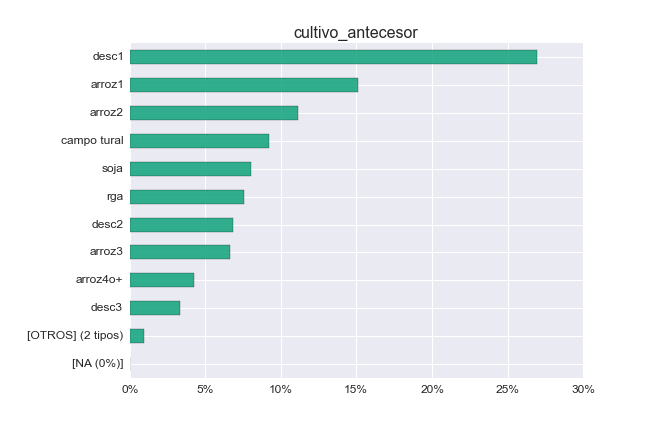 cultivo_antecesor
desc1
arroz1
arroz2
campo tural
soja
rga
desc2
arroz3
arroz4o+
desc3
[OTROS] (2 tipos)
[NA (0%)]
0% 5% 10% 15% 20% 25% 30%